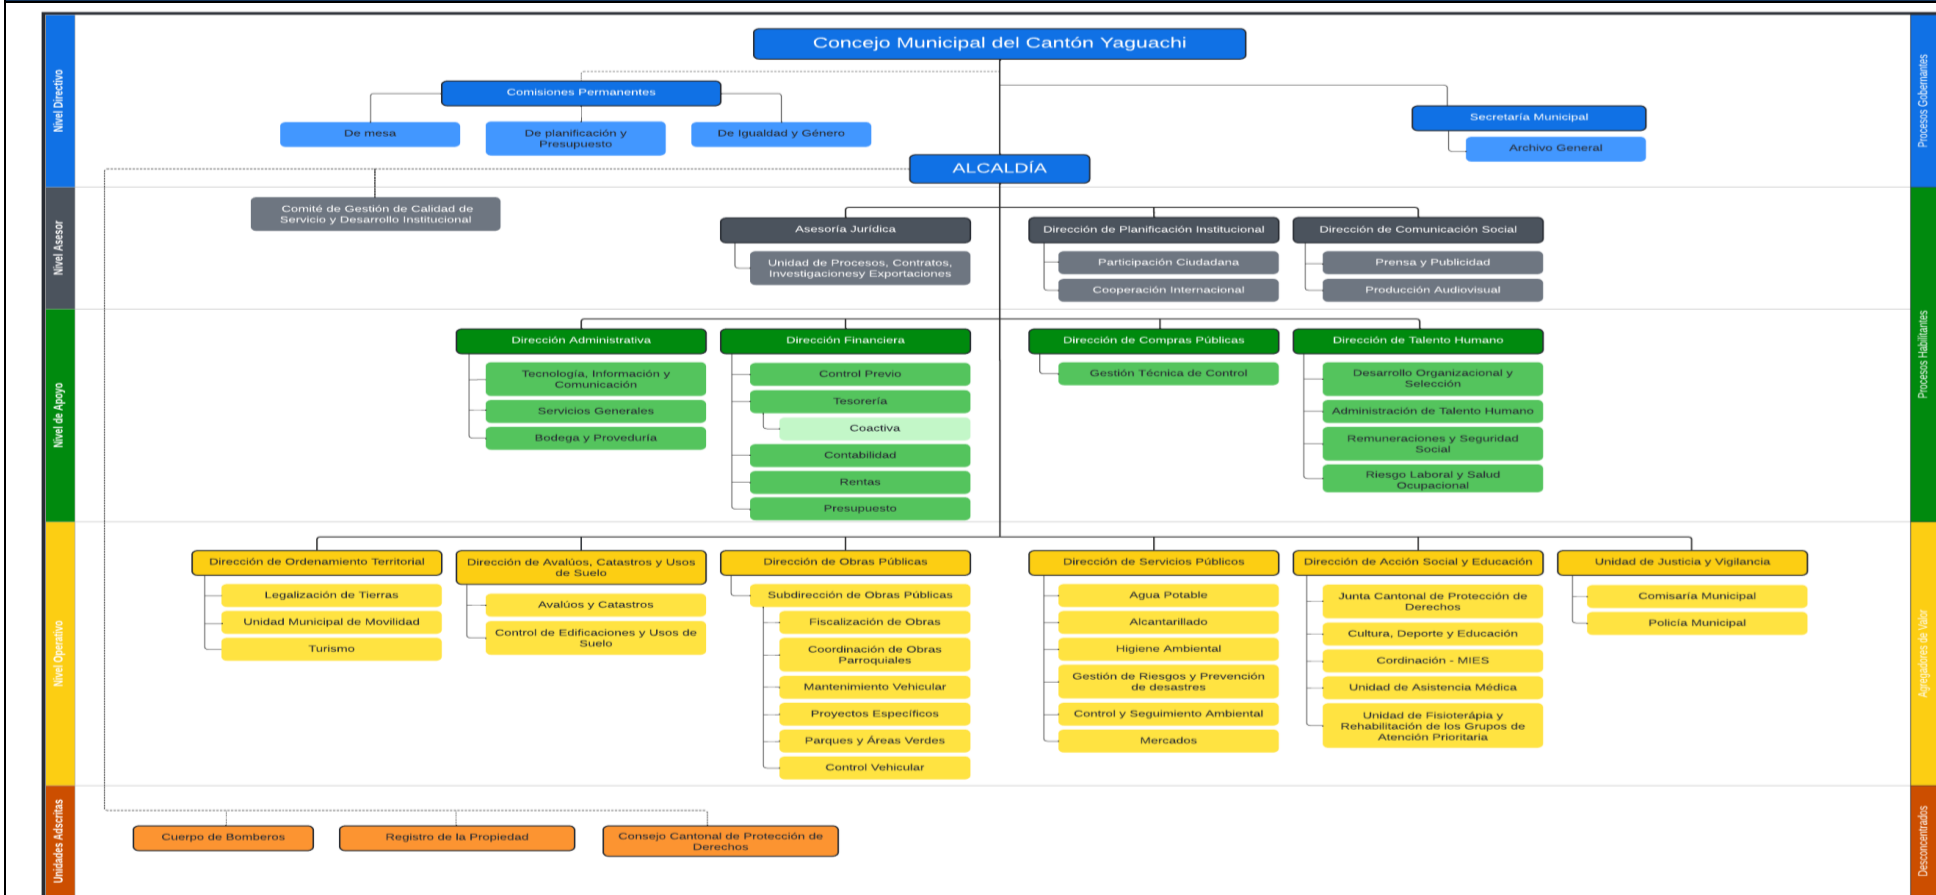 Concejo Municipal del Cantón Yaguachi
Nivel Directivo
Procesos Gobernantes
Comisiones Permanentes
De mesa
De planificación y
Presupuesto
De Igualdad y Género
Secretaría Municipal
Archivo General
ALCALDÍA
Nivel Asesor
Procesos Habilitantes
Comité de Gestión de Calidad de
Servicio y Desarrollo Institucional
Asesoría Jurídica
Unidad de Procesos, Contratos,
Investigacionesy Exportaciones
Dirección de Planificación Institucional
Participación Ciudadana
Cooperación Internacional
Dirección de Comunicación Social
Prensa y Publicidad
Producción Audiovisual
Nivel de Apoyo
Dirección Administrativa
Tecnología, Información y
Comunicación
Servicios Generales
Bodega y Proveduría
Dirección Financiera
Control Previo
Tesorería
Coactiva
Contabilidad
Rentas
Presupuesto
Dirección de Compras Públicas
Gestión Técnica de Control
Dirección de Talento Humano
Desarrollo Organizacional y
Selección
Administración de Talento Humano
Remuneraciones y Seguridad
Social
Riesgo Laboral y Salud
Ocupacional
Nivel Operativo
Agregadores de Valor
Dirección de Ordenamiento Territorial
Legalización de Tierras
Unidad Municipal de Movilidad
Turismo
Dirección de Avalúos, Catastros y Usos
de Suelo
Avalúos y Catastros
Control de Edificaciones y Usos de
Suelo
Dirección de Obras Públicas
Subdirección de Obras Públicas
Fiscalización de Obras
Coordinación de Obras
Parroquiales
Mantenimiento Vehicular
Proyectos Específicos
Parques y Áreas Verdes
Control Vehicular
Dirección de Servicios Públicos
Agua Potable
Alcantarillado
Higiene Ambiental
Gestión de Riesgos y Prevención
de desastres
Control y Seguimiento Ambiental
Mercados
Dirección de Acción Social y Educación
Junta Cantonal de Protección de
Derechos
Cultura, Deporte y Educación
Cordinación - MIES
Unidad de Asistencia Médica
Unidad de Fisioterápia y
Rehabilitación de los Grupos de
Atención Prioritaria
Unidad de Justicia y Vigilancia
Comisaría Municipal
Policía Municipal
Unidades Adscritas
Desconcentrados
Cuerpo de Bomberos
Registro de la Propiedad
Consejo Cantonal de Protección de
Derechos